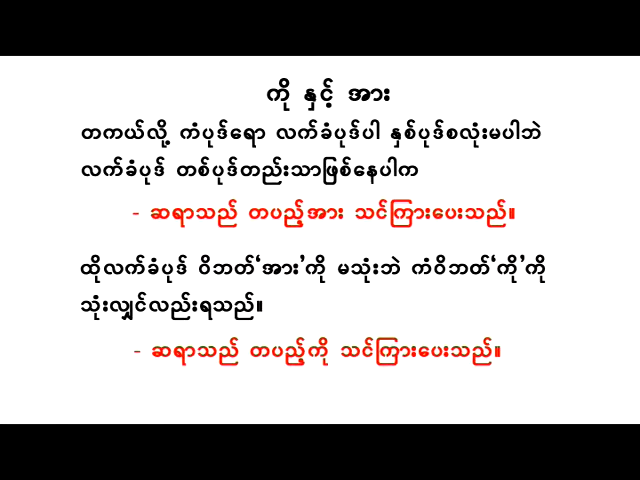 ကို နှင့် အား
တကယ်လို့ ကံပုဒ်ရော လက်ခံပုဒ်ပါ နှစ်ပုဒ်စလုံးမပါဘဲ
လက်ခံပုဒ် တစ်ပုဒ်တည်းသာဖြစ်နေပါက
- ဆရာသည် တပည့်အား သင်ကြားပေးသည်။
ထိုလက်ခံပုဒ် ဝိဘတ်‘အား’ကို မသုံးဘဲ ကံဝိဘတ်‘ကို’ကို
သုံးလျှင်လည်းရသည်။
- ဆရာသည် တပည့်ကို သင်ကြားပေးသည်။